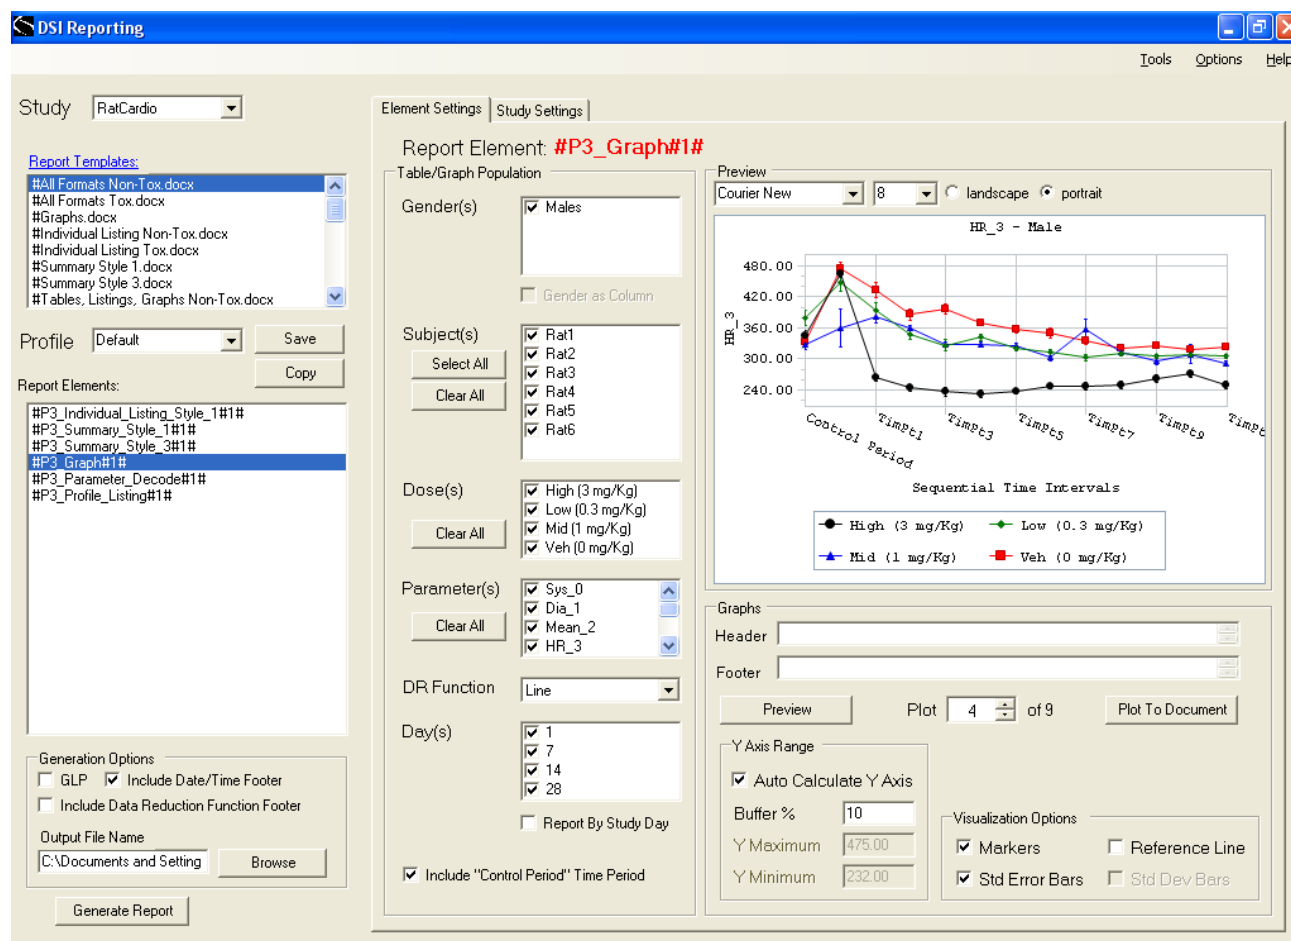 DSI Reporting
Tools Options Help
Study RatCardio
Report Templates:
#All Formats Non-Tox.docx
#All Formats Tox.docx
#Graphs.docx
#Individual Listing Non-Tox.docx
#Individual Listing Tox.docx
#Summary Style 1.docx
#Summary Style 3.docx
#Tables, Listings, Graphs Non-Tox.docx
Profile Default
Save
Copy
Report Elements:
#P3_Individual_Listing_Style_1#1#
#P3_Summary_Style_1#1#
#P3_Summary_Style_3#1#
#P3_Graph#1#
#P3_Parameter_Decode#1#
#P3_Profile_Listing#1#
Generation Options
GLP Include Date/Time Footer
Include Data Reduction Function Footer
Output File Name
C:\Documents and Setting Browse
Generate Report
Element Settings Study Settings
Report Element: #P3_Graph#1#
Table/Graph Population
Gender(s) Males
Gender as Column
Subject(s) Rat1
Rat2
Select All
Rat3
Rat4
Clear All
Rat5
Rat6
Dose(s) High (3 mg/Kg)
Low (0.3 mg/Kg)
Clear All Mid (1 mg/Kg)
Veh (0 mg/Kg)
Parameter(s) Sys_0
Dia_1
Clear All Mean_2
HR_3
DR Function Line
Day(s) 1
7
14
28
Report By Study Day
Include "Control Period" Time Period
Preview
Courier New 8 landscape portrait
HR_3 - Male
480.00
420.00
360.00
300.00
240.00
HR_3
Control Period TimPt1 TimPt3 TimPt5 TimPt7 TimPt9 TimPt
Sequential Time Intervals
High (3 mg/Kg) Low (0.3 mg/Kg)
Mid (1 mg/Kg) Veh (0 mg/Kg)
Graphs
Header
Footer
Preview Plot 4 of 9 Plot To Document
Y Axis Range
Auto Calculate Y Axis
Buffer % 10
Y Maximum 475.00
Y Minimum 232.00
Visualization Options
Markers Reference Line
Std Error Bars Std Dev Bars